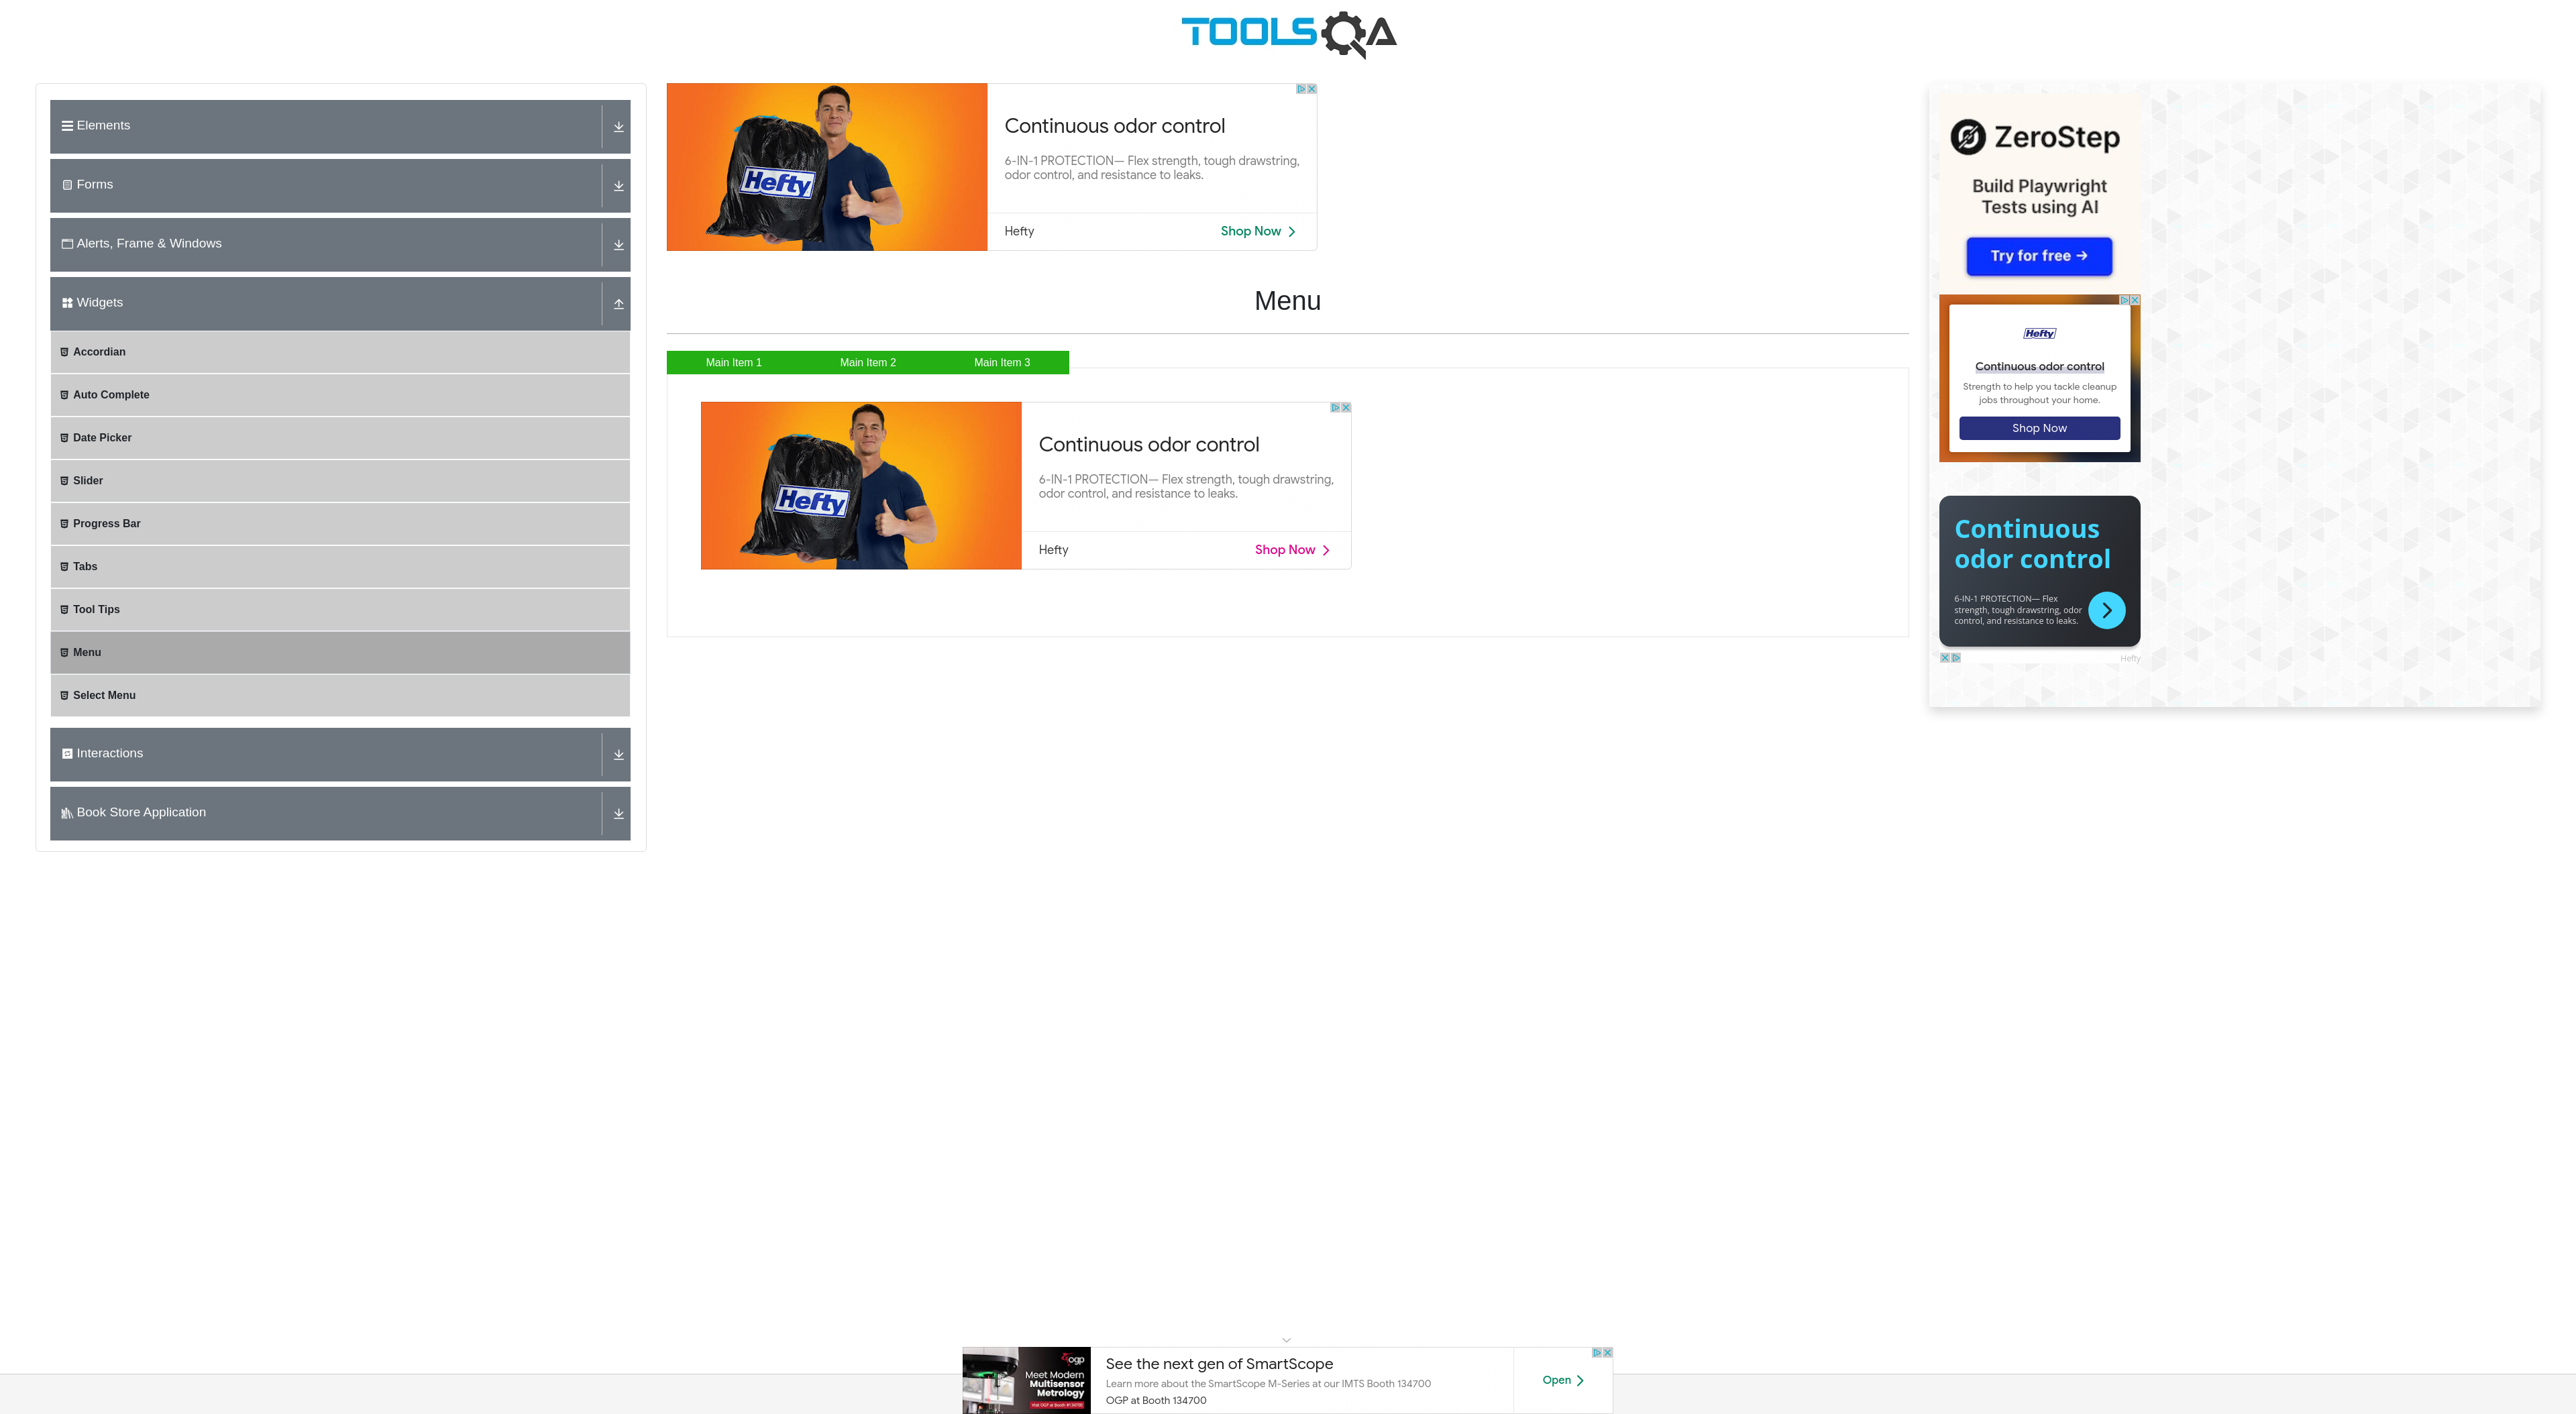 TOOLSQA
Elements
Forms
Alerts, Frame & Windows
Widgets
Accordian
Auto Complete
Date Picker
Slider
Progress Bar
Tabs
Tool Tips
Menu
Select Menu
Interactions
Book Store Application
Hefty
Continuous odor control
6-IN-1 PROTECTION— Flex strength, tough drawstring,
odor control, and resistance to leaks.
Hefty
Shop Now
Menu
Main Item 1 Main Item 2 Main Item 3
Hefty
Continuous odor control
6-IN-1 PROTECTION— Flex strength, tough drawstring,
odor control, and resistance to leaks.
Hefty
Shop Now
ZeroStep
Build Playwright
Tests using AI
Try for free →
Hefty
Continuous odor control
Strength to help you tackle cleanup
jobs throughout your home.
Shop Now
Continuous
odor control
6-IN-1 PROTECTION— Flex
strength, tough drawstring, odor
control, and resistance to leaks.
Hefty
ogp
Meet Modern
Multisensor
Metrology
Visit OGP at Booth #134700
See the next gen of SmartScope
Learn more about the SmartScope M-Series at our IMTS Booth 134700
OGP at Booth 134700
Open